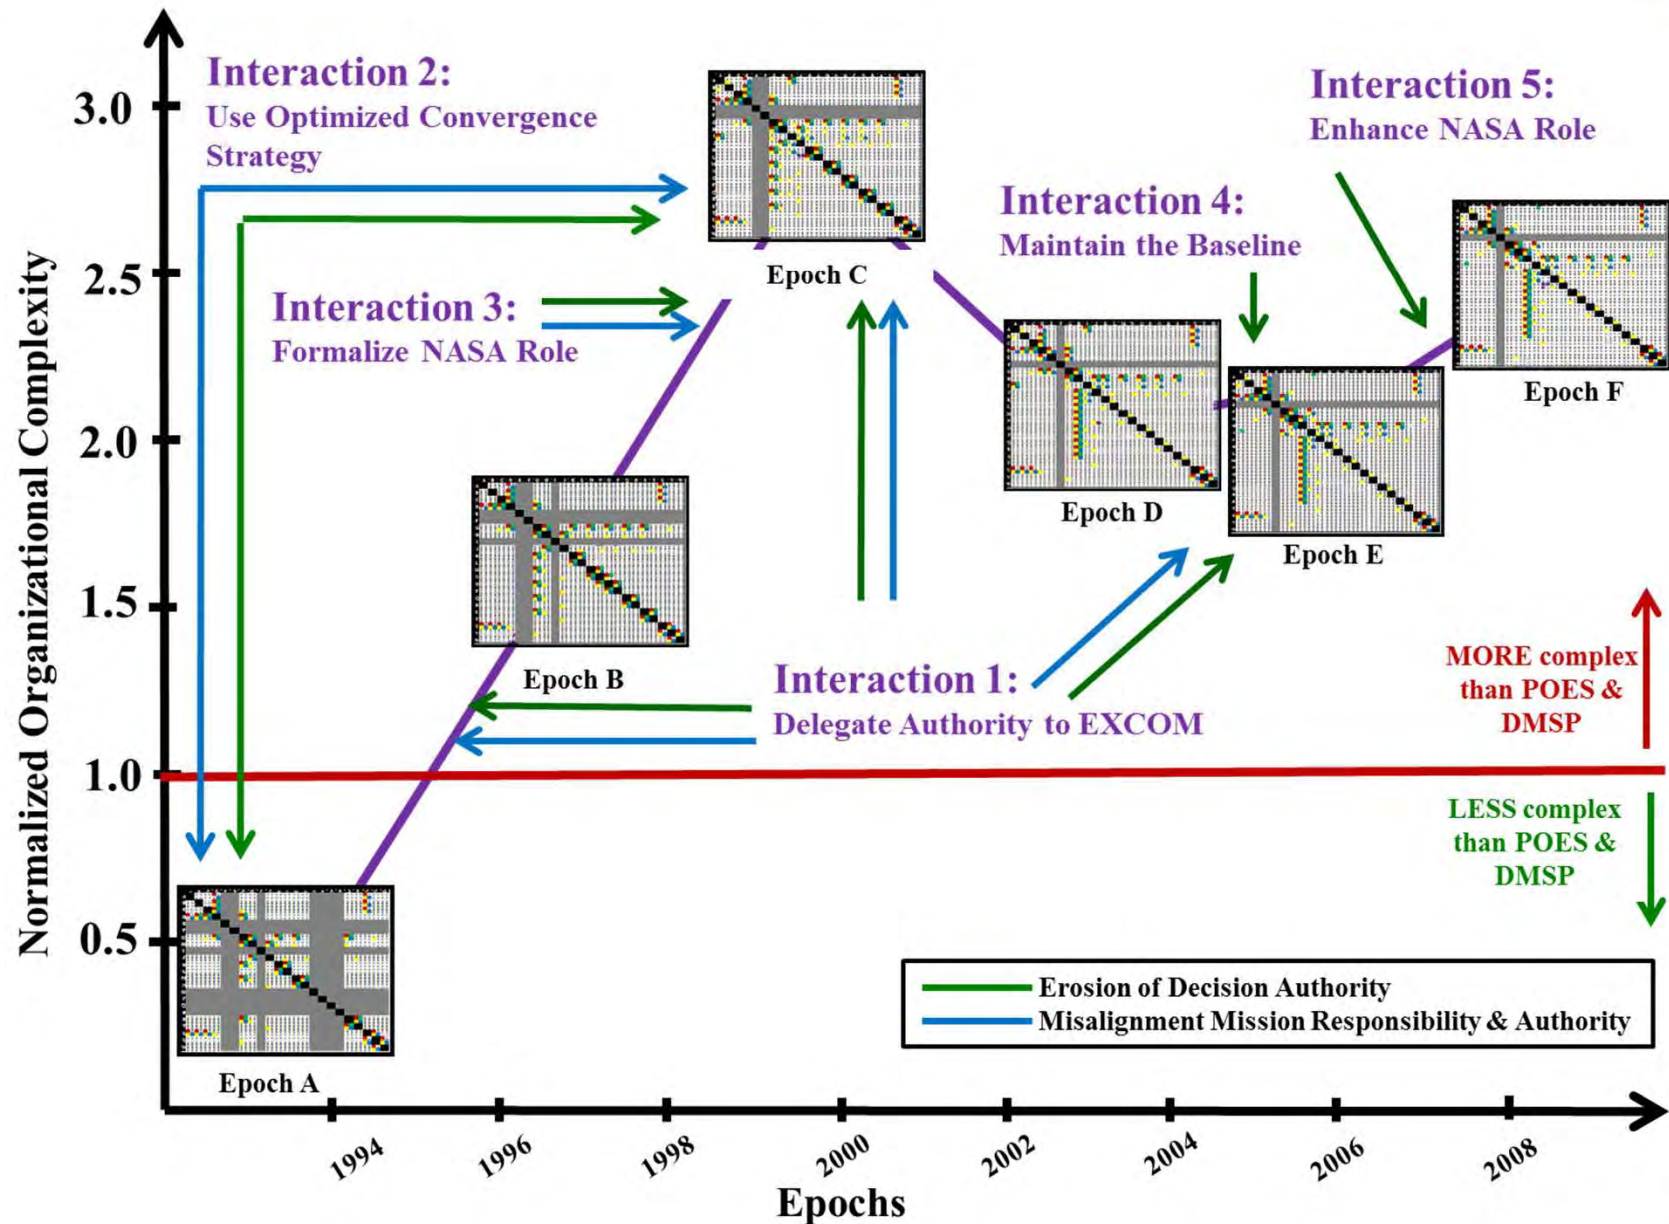 Interaction 2:
Use Optimized Convergence
Strategy
Interaction 5:
Enhance NASA Role
Interaction 4:
Maintain the Baseline
Interaction 3:
Formalize NASA Role
Interaction 1:
Delegate Authority to EXCOM
Epoch A
Epoch B
Epoch C
Epoch D
Epoch E
Epoch F
MORE complex
than POES &
DMSP
LESS complex
than POES &
DMSP
Erosion of Decision Authority
Misalignment Mission Responsibility & Authority
Normalized Organizational Complexity
3.0
2.5
2.0
1.5
1.0
0.5
1994
1996
1998
2000
2002
2004
2006
2008
Epochs